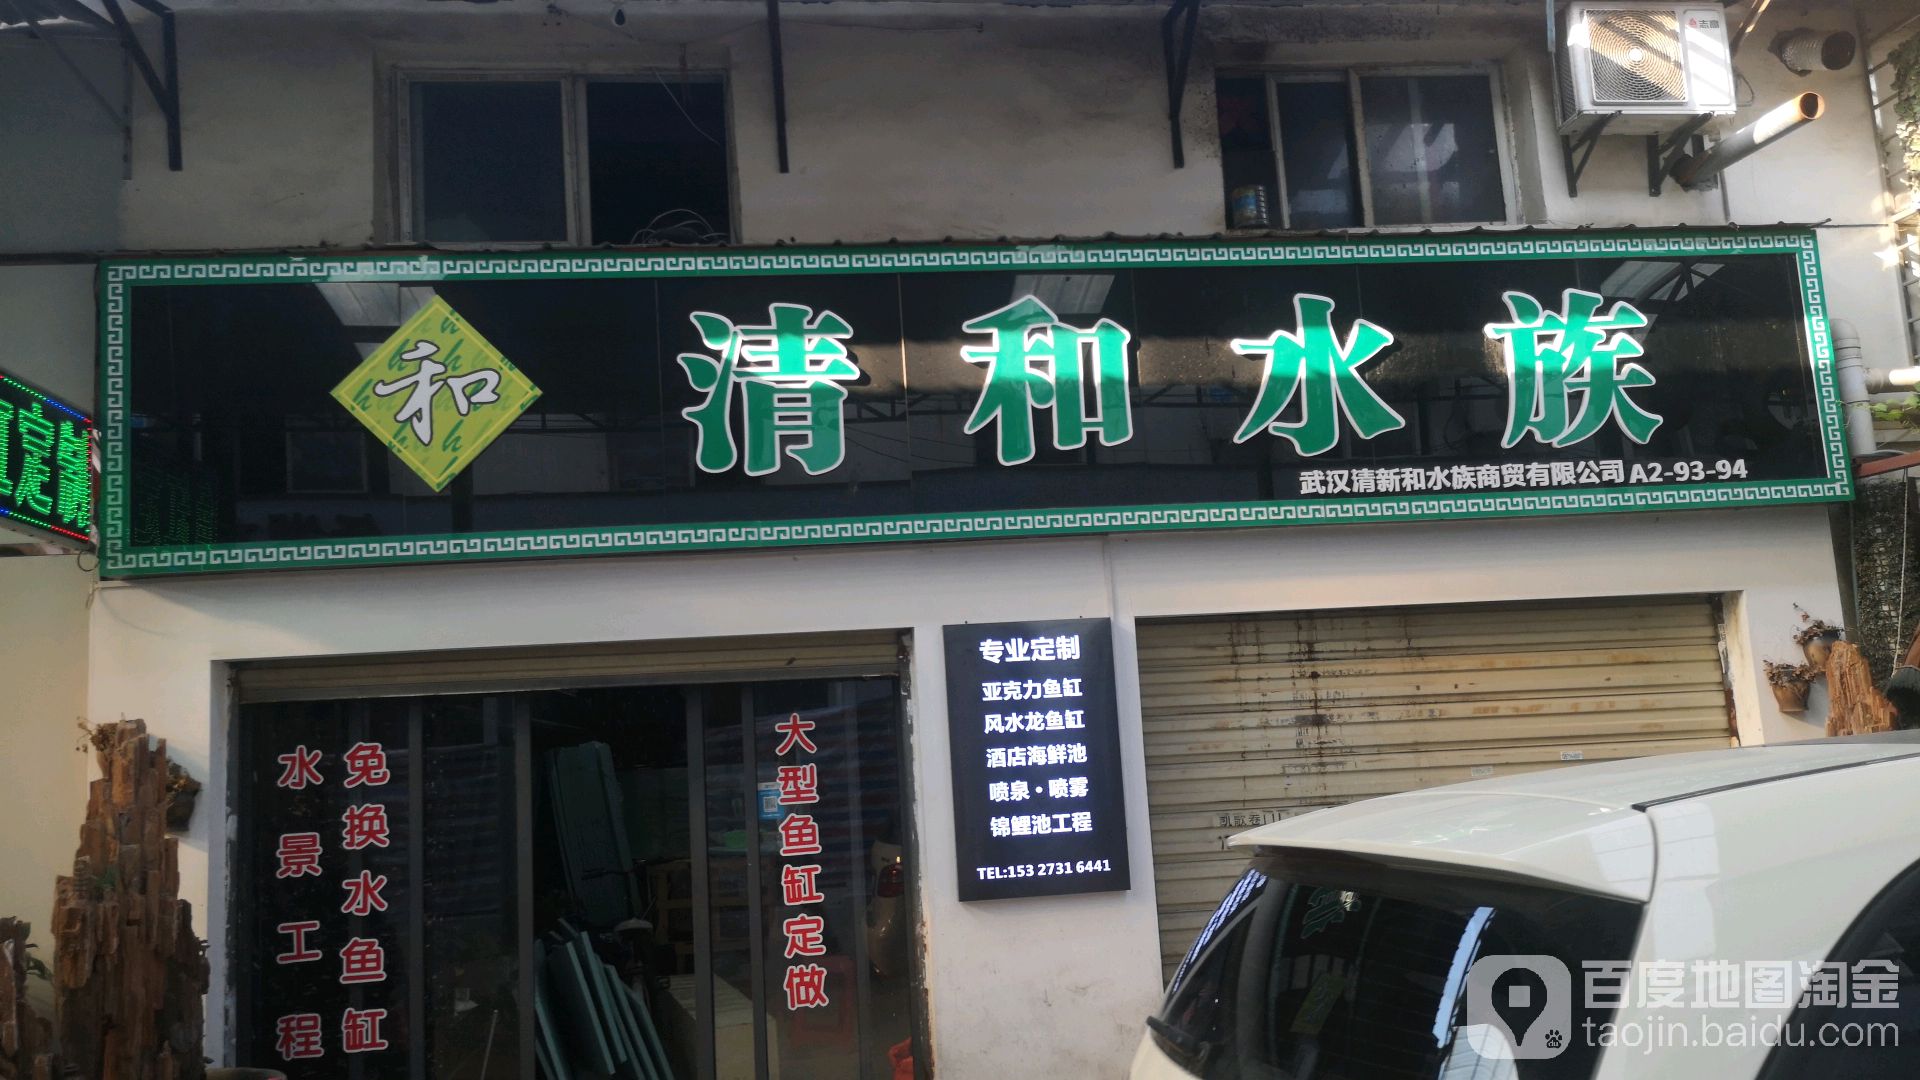 志高
和
清和水族
武汉清新和水族商贸有限公司 A2-93-94
定制
专业定制
亚克力鱼缸
风水龙鱼缸
酒店海鲜池
喷泉·喷雾
锦鲤池工程
TEL:153 2731 6441
水景工程
免换水鱼缸
大型鱼缸定做
百度地图淘金
taojin.baidu.com